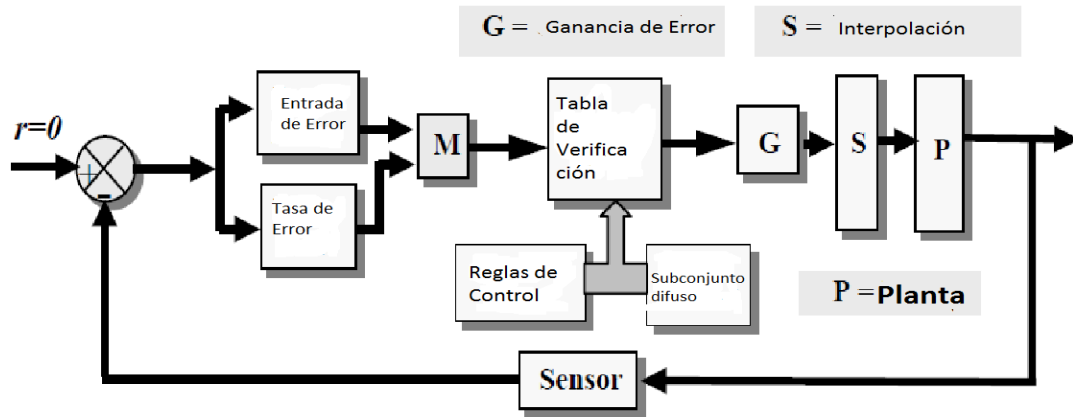 G = Ganancia de Error
S = Interpolación
r=0
+
-
Entrada
de Error
Tasa de
Error
M
Tabla
de
Verifica
ción
G
S
P
Reglas de
Control
Subconjunto
difuso
P = Planta
Sensor